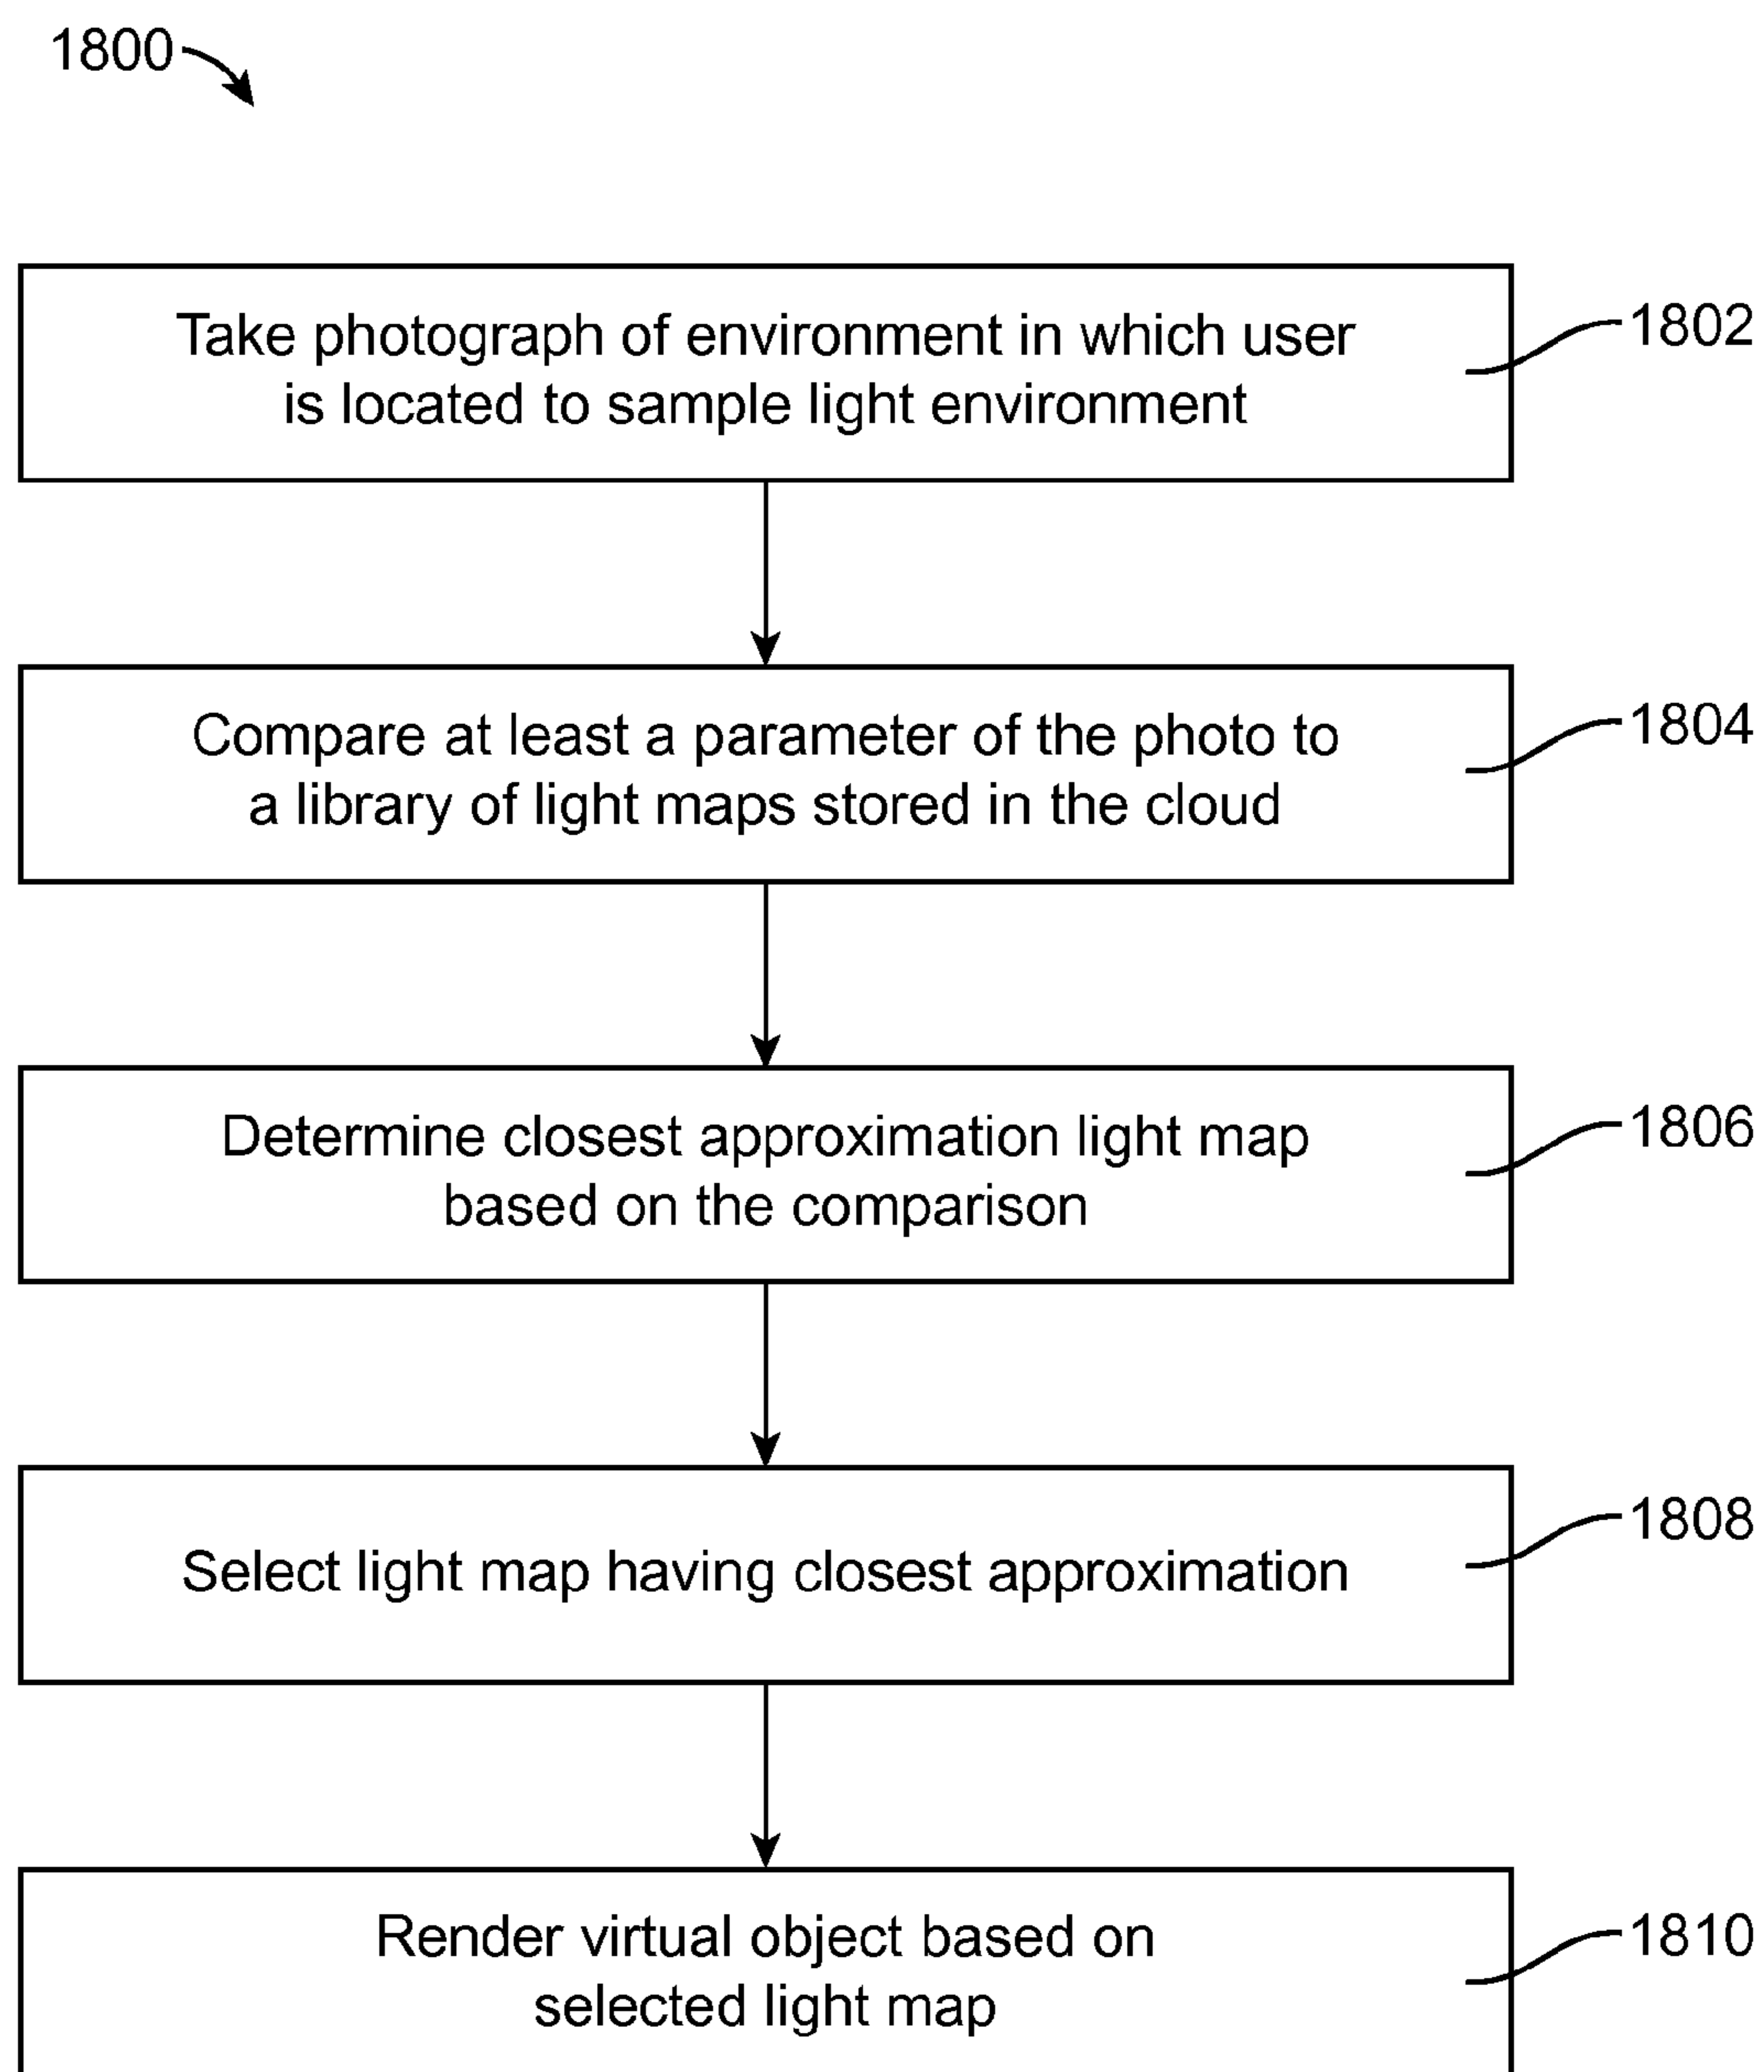 1800
Take photograph of environment in which user
is located to sample light environment
1802
Compare at least a parameter of the photo to
a library of light maps stored in the cloud
1804
Determine closest approximation light map
based on the comparison
1806
Select light map having closest approximation
1808
Render virtual object based on
selected light map
1810